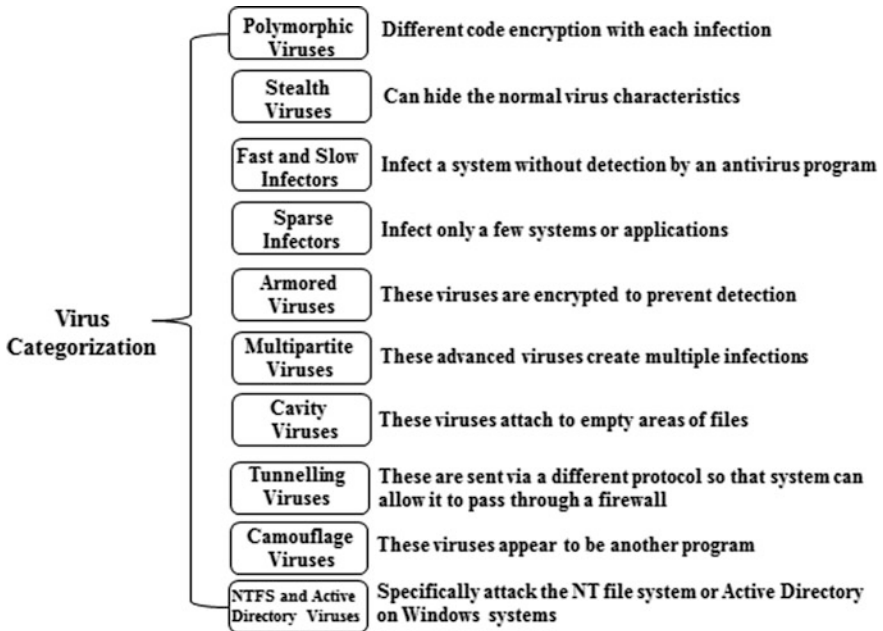 Virus
Categorization
Polymorphic
Viruses
Different code encryption with each infection
Stealth
Viruses
Can hide the normal virus characteristics
Fast and Slow
Infectors
Infect a system without detection by an antivirus program
Sparse
Infectors
Infect only a few systems or applications
Armored
Viruses
These viruses are encrypted to prevent detection
Multipartite
Viruses
These advanced viruses create multiple infections
Cavity
Viruses
These viruses attach to empty areas of files
Tunnelling
Viruses
These are sent via a different protocol so that system can
allow it to pass through a firewall
Camouflage
Viruses
These viruses appear to be another program
NTFS and Active
Directory Viruses
Specifically attack the NT file system or Active Directory
on Windows systems